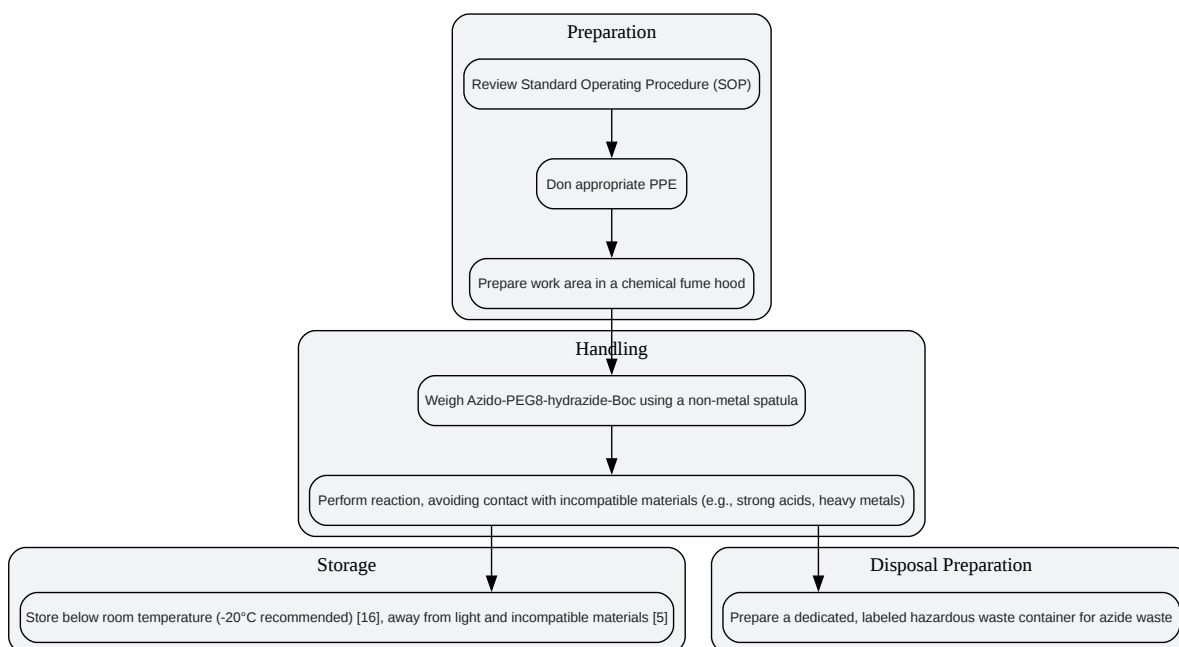 Preparation
Review Standard Operating Procedure (SOP)
Don appropriate PPE
Prepare work area in a chemical fume hood
Handling
Weigh Azido-PEG8-hydrazide-Boc using a non-metal spatula
Perform reaction, avoiding contact with incompatible materials (e.g., strong acids, heavy metals)
Storage
Store below room temperature (-20°C recommended) [16], away from light and incompatible materials [5]
Disposal Preparation
Prepare a dedicated, labeled hazardous waste container for azide waste